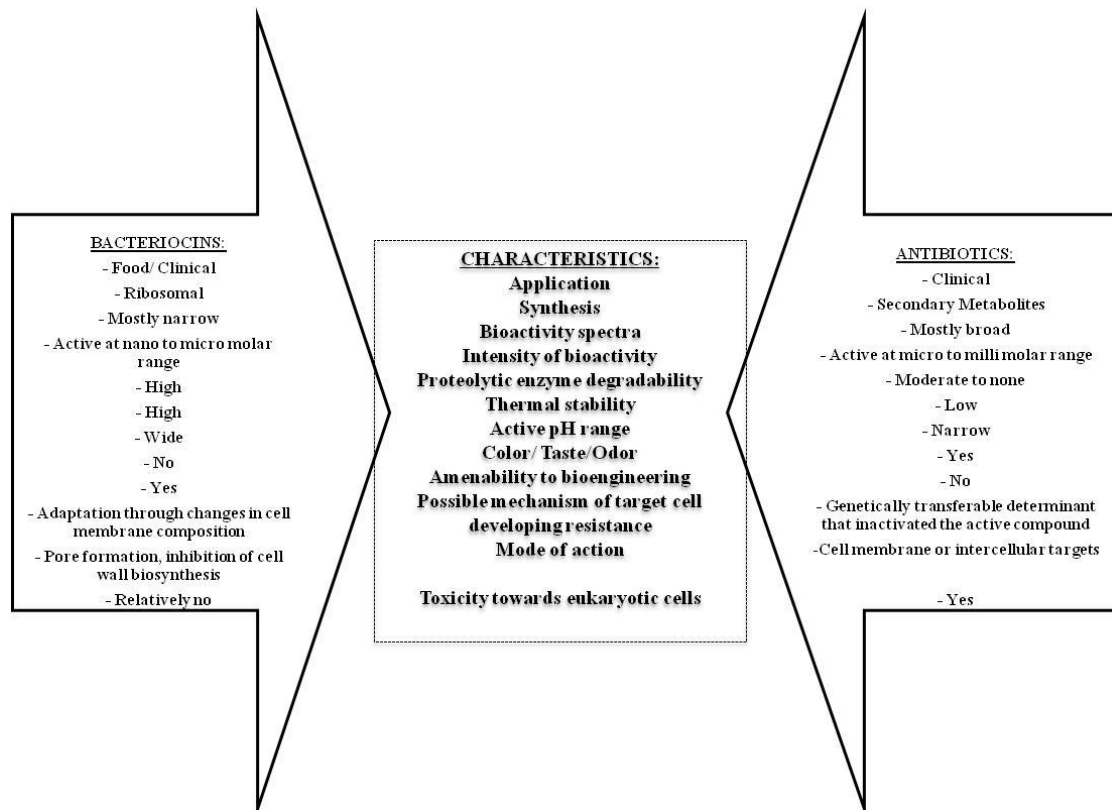 BACTERIOCINS:
- Food/ Clinical
- Ribosomal
- Mostly narrow
- Active at nano to micro molar
range
- High
- High
- Wide
- No
- Yes
- Adaptation through changes in cell
membrane composition
- Pore formation, inhibition of cell
wall biosynthesis
- Relatively no
CHARACTERISTICS:
Application
Synthesis
Bioactivity spectra
Intensity of bioactivity
Proteolytic enzyme degradability
Thermal stability
Active pH range
Color/ Taste/Odor
Amenability to bioengineering
Possible mechanism of target cell
developing resistance
Mode of action
Toxicity towards eukaryotic cells
ANTIBIOTICS:
- Clinical
- Secondary Metabolites
- Mostly broad
- Active at micro to milli molar range
- Moderate to none
- Low
- Narrow
- Yes
- No
- Genetically transferable determinant
that inactivated the active compound
-Cell membrane or intercellular targets
- Yes